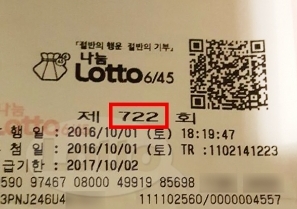 「절반의 행운 절반의 기부」
나눔
Lotto 6/45
제 722 회
행 일 : 2016/10/01 (토) 18:19:47
첨 일 : 2016/10/01 (토) TR : 1102141223
급기한 : 2017/10/02
590 97467 08000 49919 85698
3PNJ246U4 111102560/0000004557